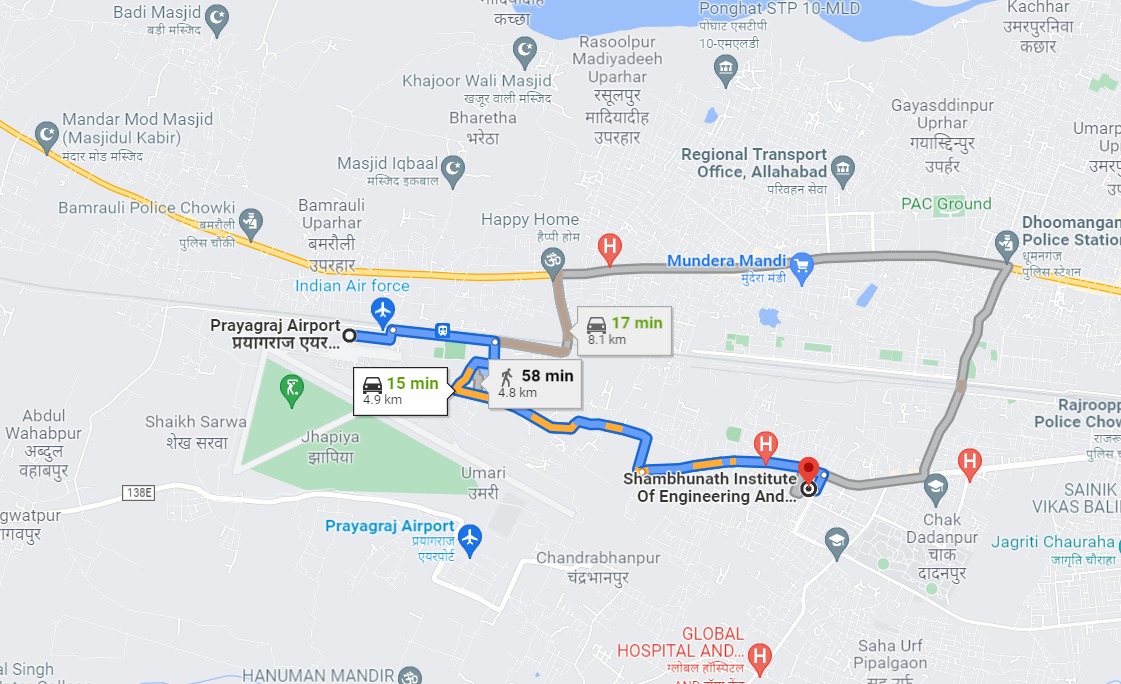 Badi Masjid
बड़ी मस्जिद
मादियाडीह
कच्छा
Ponghat STP 10-MLD
पोंघाट एसटीपी
10-एमएलडी
Kachhar
उमरपुरनिवा
कछार
Rasoolpur
Madiyadeeh
Uparhar
रसूलपुर
मादियादीह
उपरहार
Khajoor Wali Masjid
खजूर वाली मस्जिद
Bharetha
भरेठा
Mandar Mod Masjid
(Masjidul Kabir)
मंदार मोड मस्जिद
Gayasddinpur
Uprhar
गयास्द्दिनपुर
उपर्हर
Masjid Iqbaal
मस्जिद इकबाल
Regional Transport
Office, Allahabad
परिवहन सेवा
PAC Ground
Bamrauli Police Chowki
बमरौली
पुलिस चौकी
Bamrauli
Uparhar
बमरौली
उपरहार
Happy Home
हैप्पी होम
Dhoomangan
Police Station
धूमनगंज
पुलिस स्टेशन
H
Mundera Mandi
मुंदेरा मंडी
Indian Air force
Prayagraj Airport
प्रयागराज एयर...
17 min
8.1 km
15 min
4.9 km
58 min
4.8 km
Abdul
Wahabpur
अब्दुल
वहाबपुर
Shaikh Sarwa
शेख सरवा
Jhapiya
झापिया
Rajroopp
Police Chow
राजरू
पुलिस च
H
H
Umari
उमरी
Shambhunath Institute
Of Engineering And...
138E
gwatpur
गवपुर
Prayagraj Airport
प्रयागराज
एयरपोर्ट
SAINIK
VIKAS BALI
Chak
Dadanpur
चाक
दादनपुर
Jagriti Chauraha
जागृति चौराहा
Chandrabhanpur
चंद्रभानपुर
GLOBAL
HOSPITAL AND...
ग्लोबल हॉस्पिटल
H
Saha Urf
Pipalgaon
al Singh
HANUMAN MANDIR